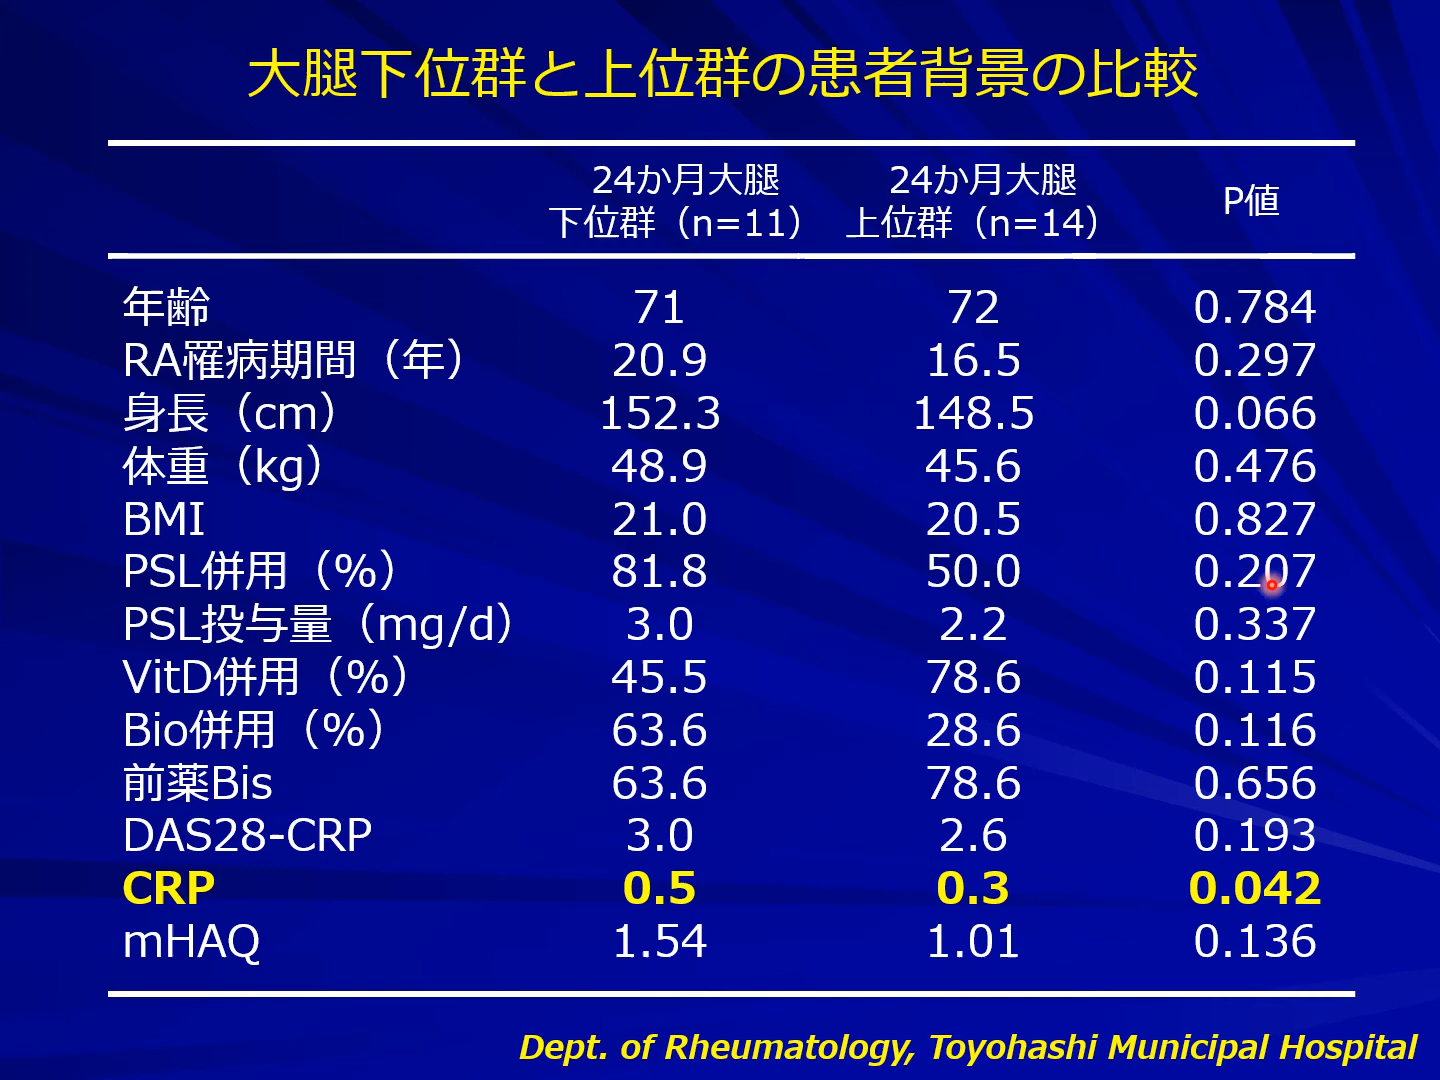 大腿下位群と上位群の患者背景の比較
24か月大腿 24か月大腿 P値
下位群（n=11） 上位群（n=14）
年齢 71 72 0.784
RA罹病期間（年） 20.9 16.5 0.297
身長（cm） 152.3 148.5 0.066
体重（kg） 48.9 45.6 0.476
BMI 21.0 20.5 0.827
PSL併用（%） 81.8 50.0 0.207
PSL投与量（mg/d） 3.0 2.2 0.337
VitD併用（%） 45.5 78.6 0.115
Bio併用（%） 63.6 28.6 0.116
前薬Bis 63.6 78.6 0.656
DAS28-CRP 3.0 2.6 0.193
CRP 0.5 0.3 0.042
mHAQ 1.54 1.01 0.136
Dept. of Rheumatology, Toyohashi Municipal Hospital